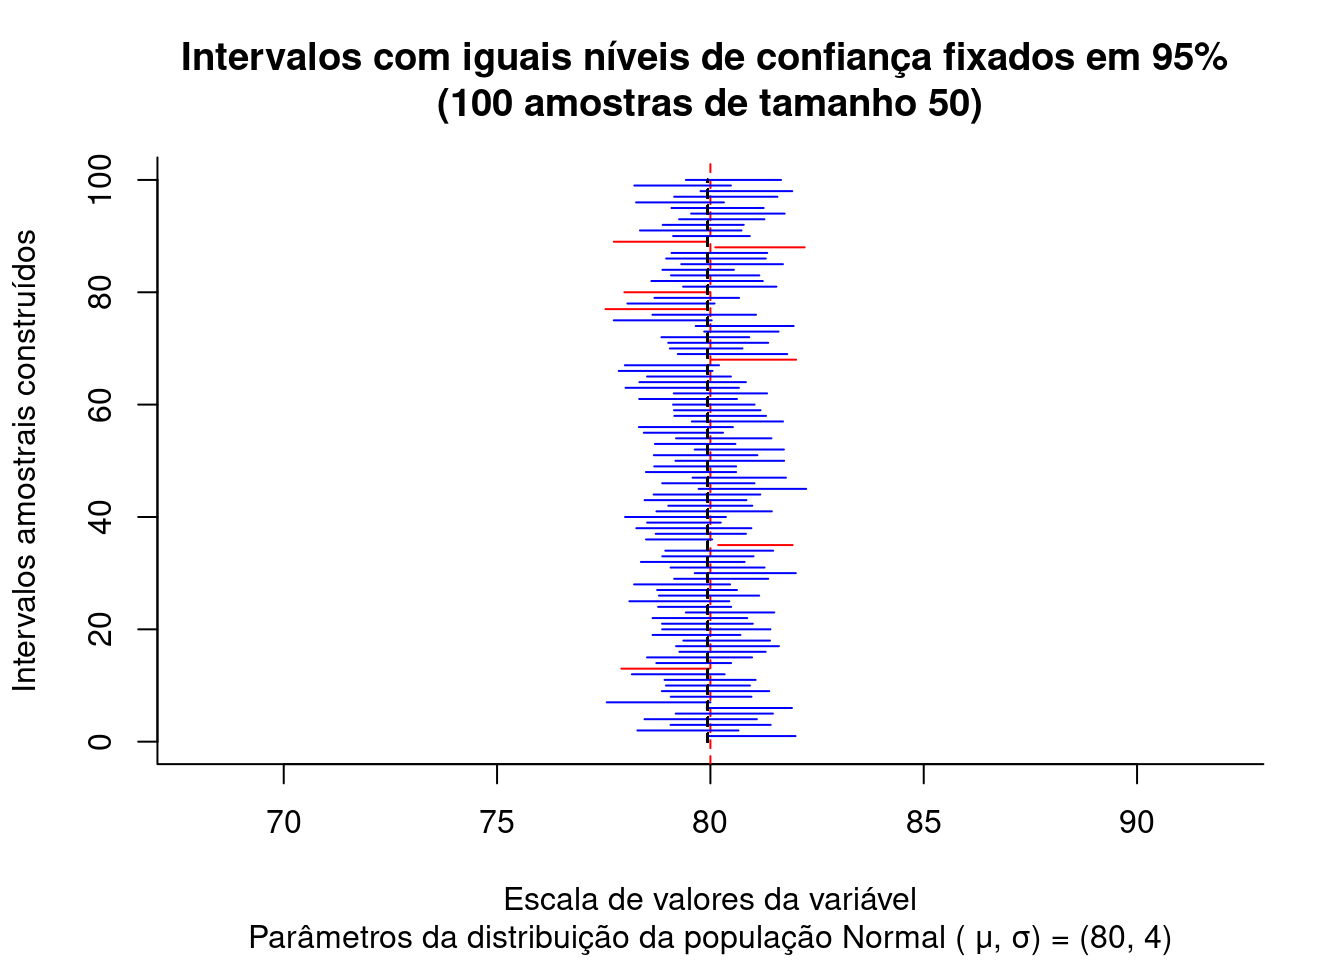 Intervalos com iguais níveis de confiança fixados em 95%
(100 amostras de tamanho 50)
Intervalos amostrais construídos
100
80
60
40
20
0
70 75 80 85 90
Escala de valores da variável
Parâmetros da distribuição da população Normal ( μ, σ) = (80, 4)